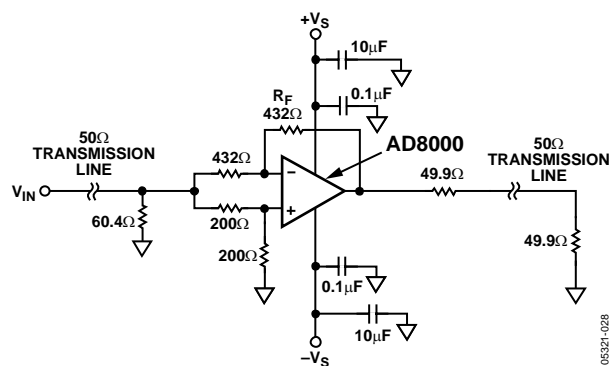 +VS
10µF
0.1µF
RF
432Ω
AD8000
50Ω
TRANSMISSION
LINE
50Ω
TRANSMISSION
LINE
432Ω
49.9Ω
VIN
–
+
60.4Ω
200Ω
200Ω
49.9Ω
0.1µF
10µF
–VS
05321-028